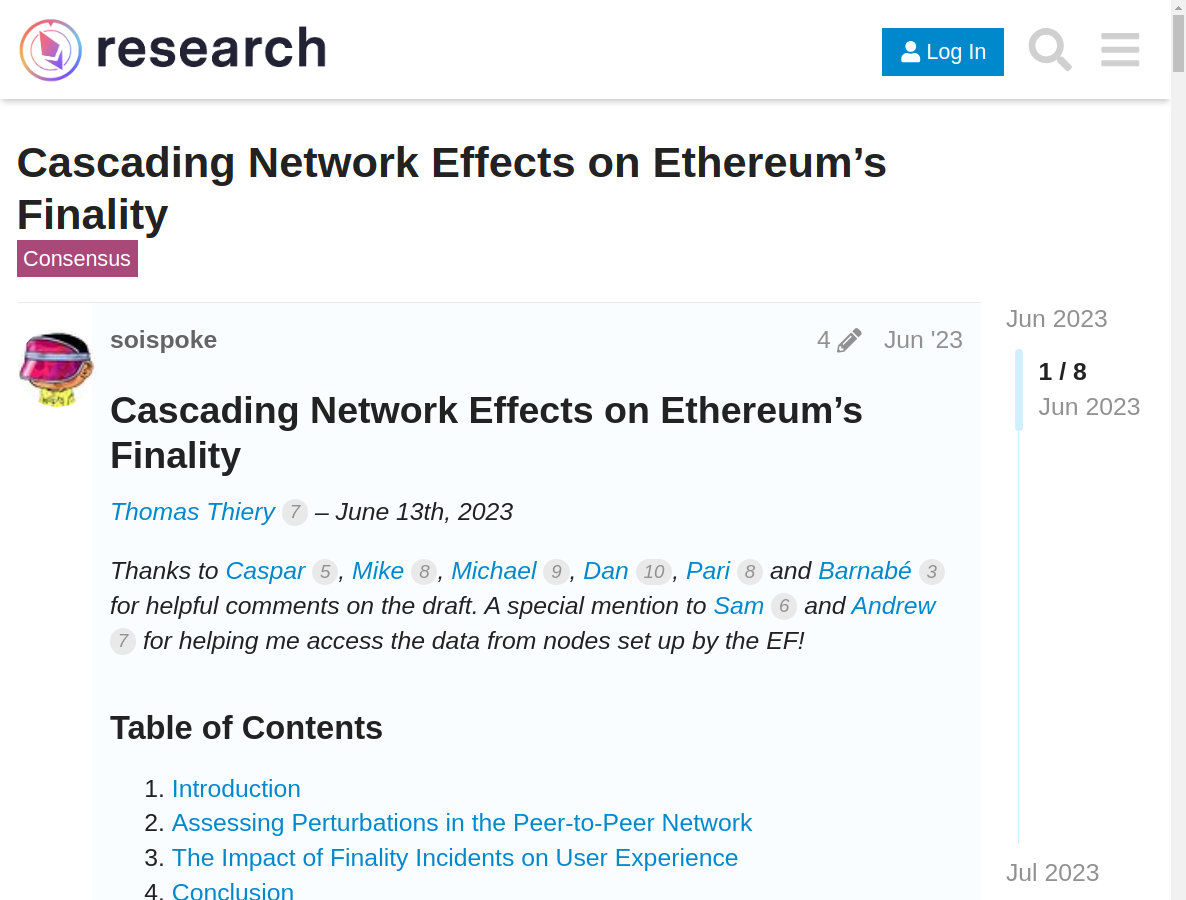 research
Log In
Cascading Network Effects on Ethereum’s
Finality
Consensus
Jun 2023
soispoke 4 Jun '23
1 / 8
Jun 2023
Cascading Network Effects on Ethereum’s
Finality
Thomas Thiery 7 – June 13th, 2023
Thanks to Caspar 5, Mike 8, Michael 9, Dan 10, Pari 8 and Barnabé 3
for helpful comments on the draft. A special mention to Sam 6 and Andrew
7 for helping me access the data from nodes set up by the EF!
Table of Contents
1. Introduction
2. Assessing Perturbations in the Peer-to-Peer Network
3. The Impact of Finality Incidents on User Experience
4. Conclusion
Jul 2023